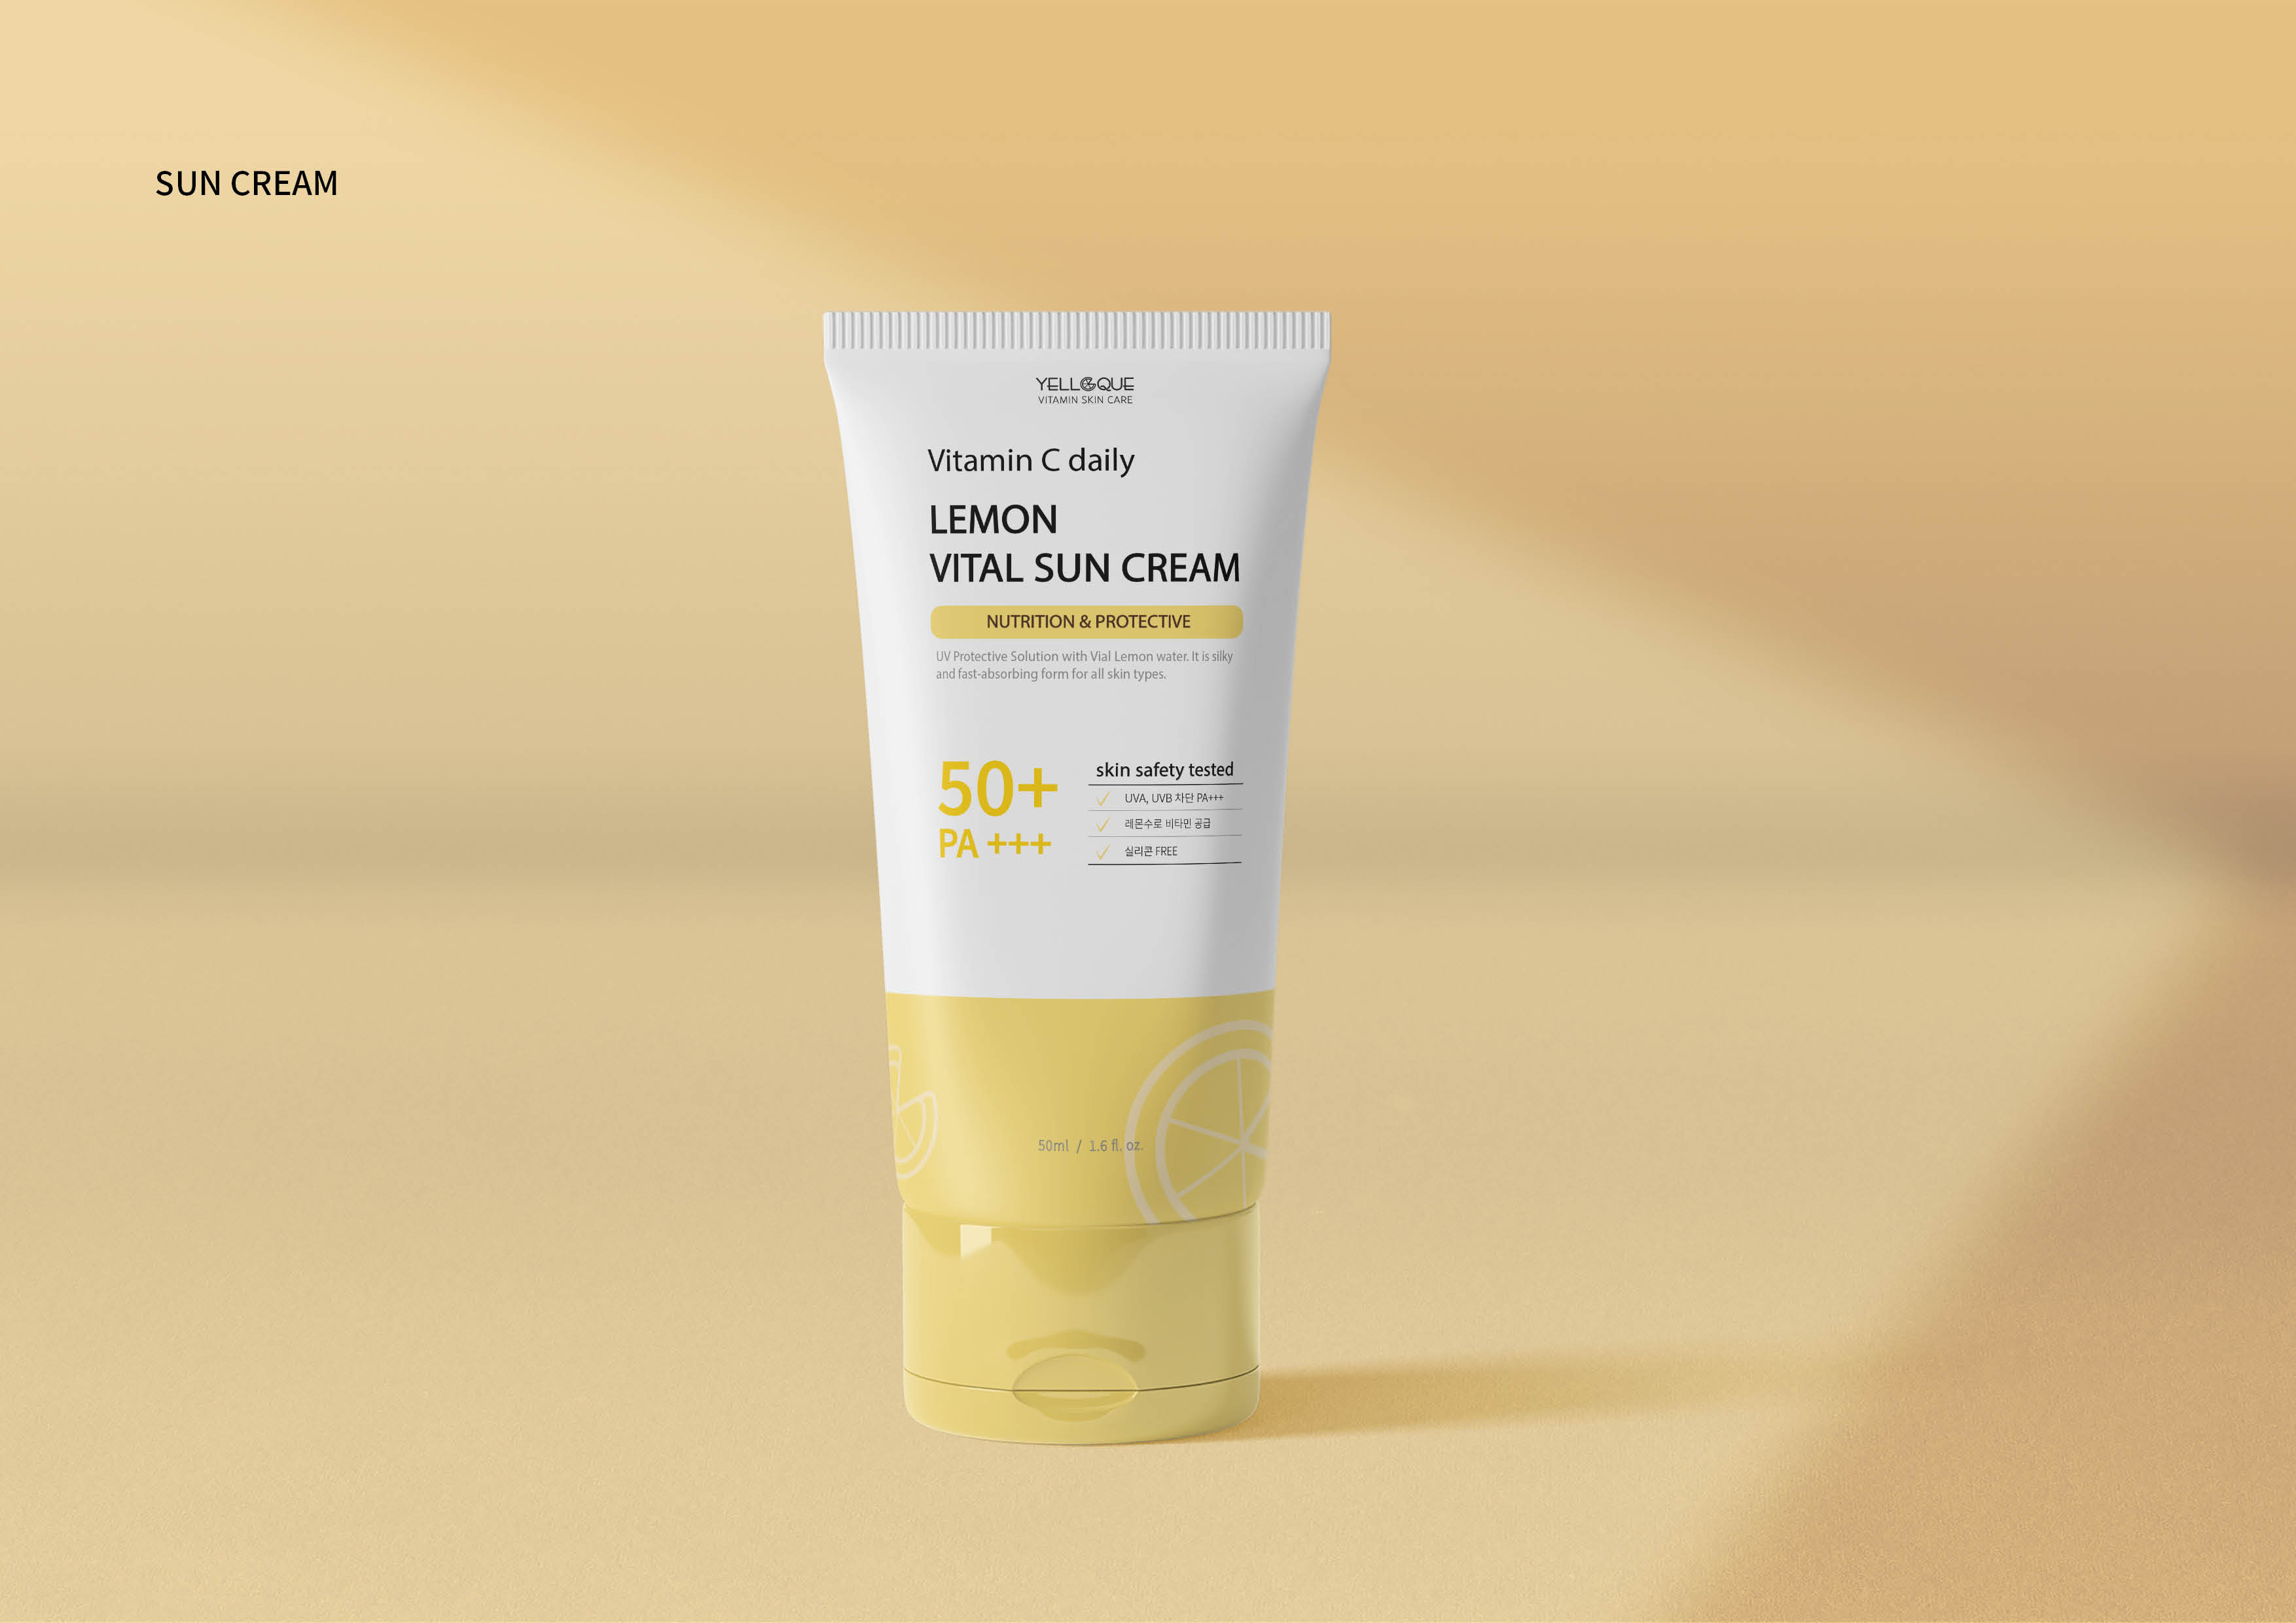 SUN CREAM
YELLOQUE
VITAMIN SKIN CARE
Vitamin C daily
LEMON
VITAL SUN CREAM
NUTRITION & PROTECTIVE
UV Protective Solution with Vial Lemon water. It is silky
and fast-absorbing form for all skin types.
50+
PA +++
skin safety tested
UVA, UVB 차단 PA+++
레몬수로 비타민 공급
실리콘 FREE
50ml / 1.6 fl. oz.